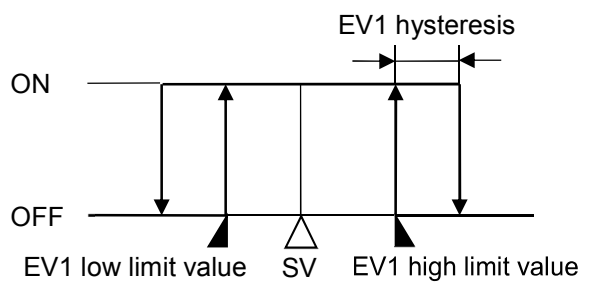 EV1 hysteresis
ON
OFF
EV1 low limit value SV EV1 high limit value